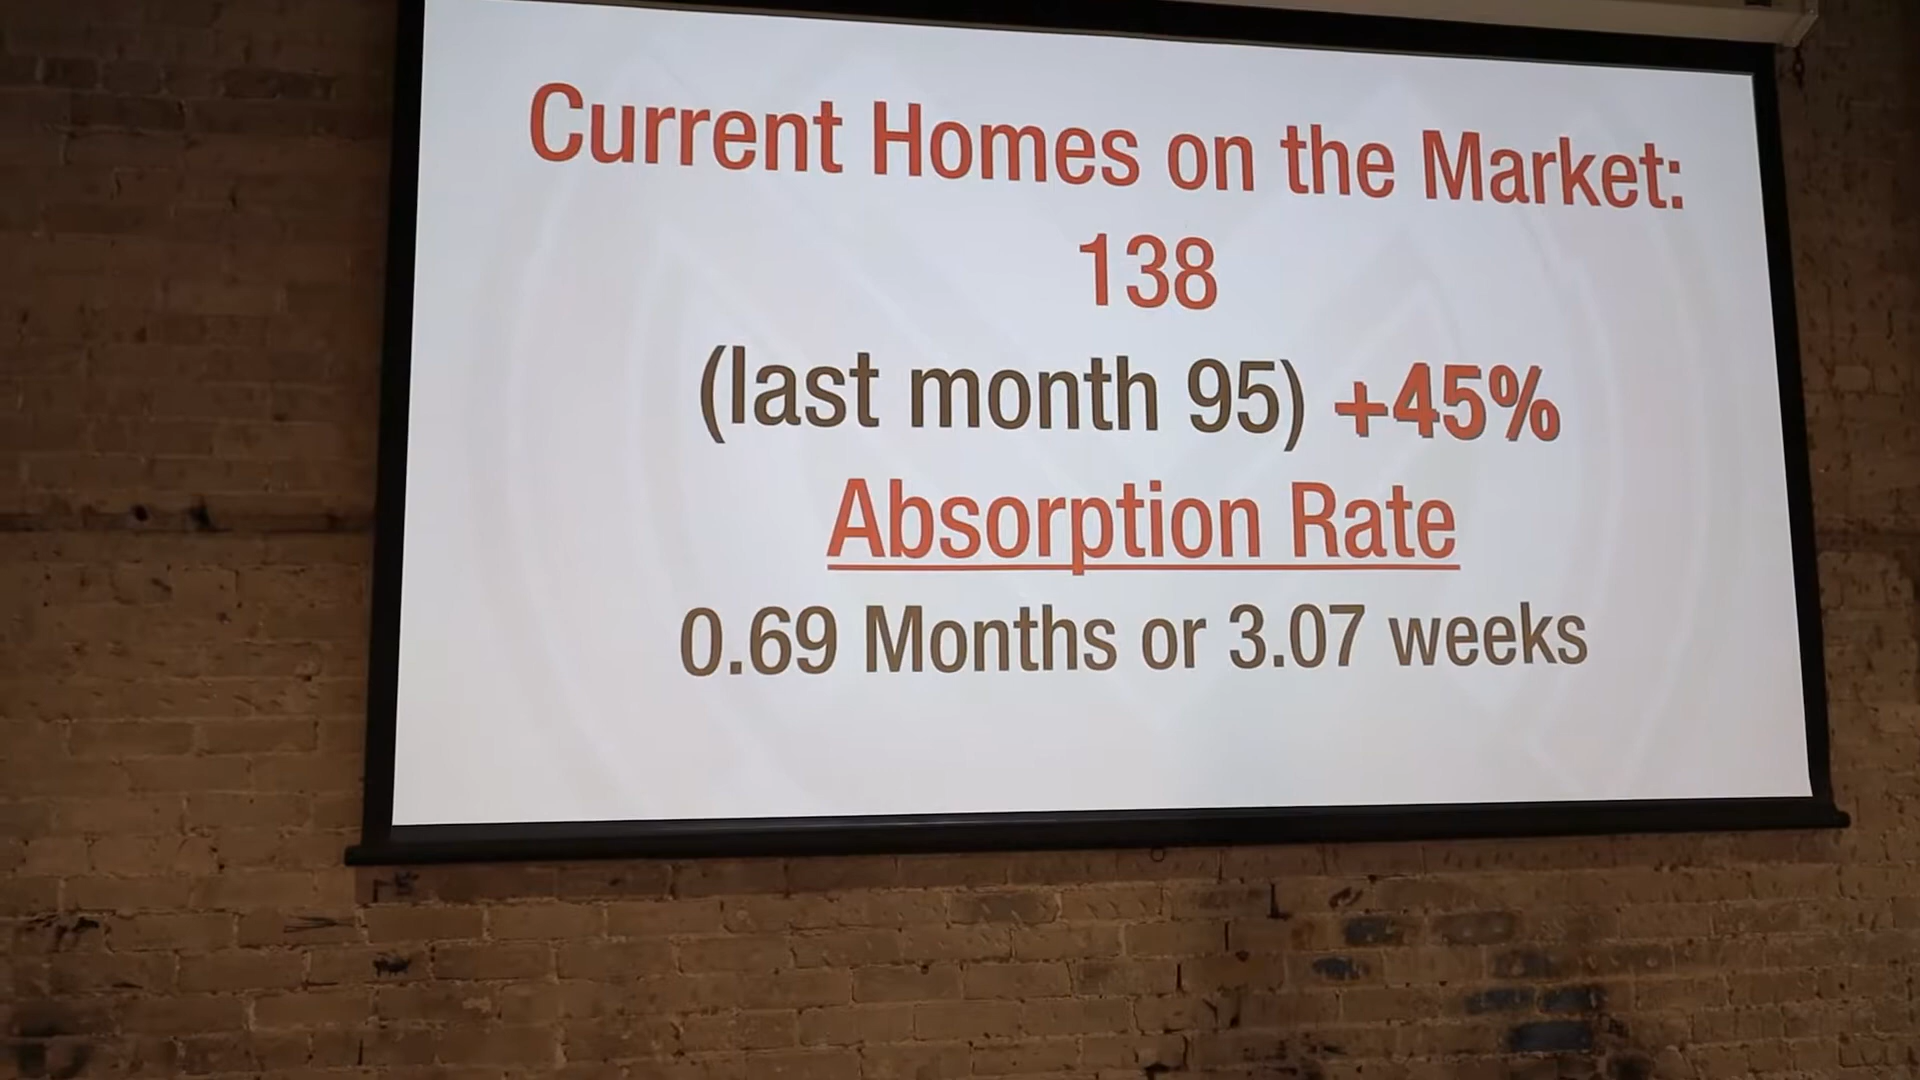 Current Homes on the Market:
138
(last month 95) +45%
Absorption Rate
0.69 Months or 3.07 weeks